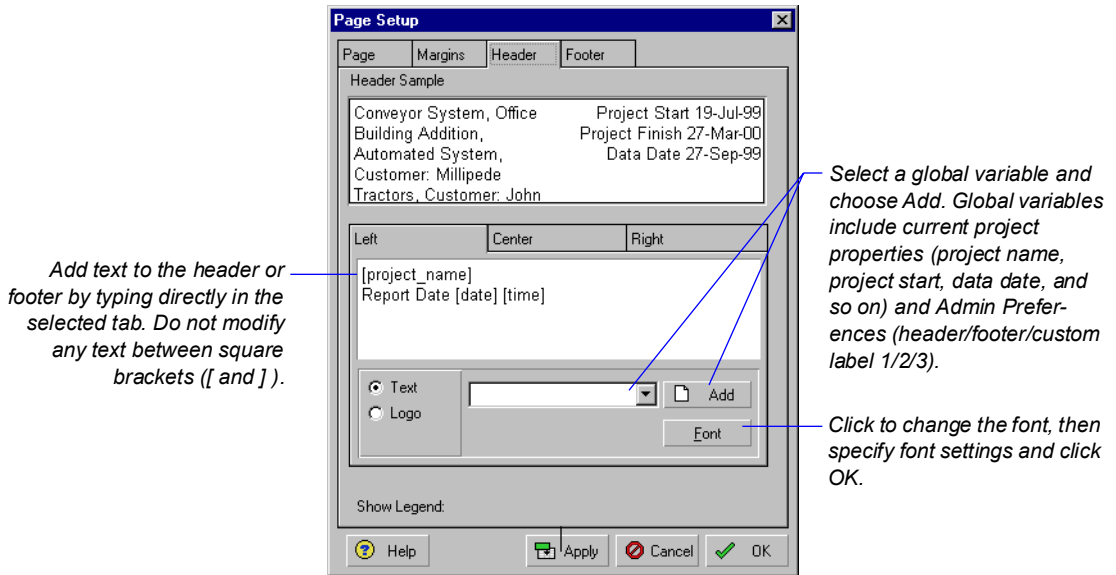 Page Setup
Page Margins Header Footer
Header Sample
Conveyor System, Office
Building Addition,
Automated System,
Customer: Millipede
Tractors, Customer: John
Project Start 19-Jul-99
Project Finish 27-Mar-00
Data Date 27-Sep-99
Left Center Right
[project_name]
Report Date [date] [time]
Text
Logo
Add
Font
Show Legend:
Help Apply Cancel OK
Add text to the header or
footer by typing directly in the
selected tab. Do not modify
any text between square
brackets ([ and ] ).
Select a global variable and
choose Add. Global variables
include current project
properties (project name,
project start, data date, and
so on) and Admin Prefer-
ences (header/footer/custom
label 1/2/3).
Click to change the font, then
specify font settings and click
OK.